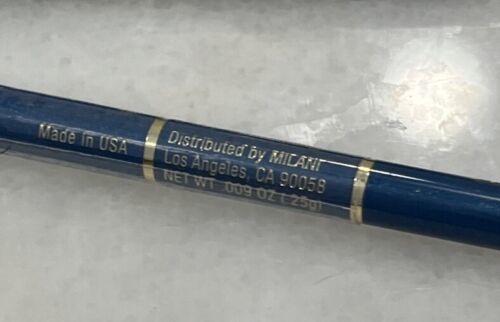 Made in USA
Distributed by MILANI
Los Angeles, CA 90058
NET WT .009 OZ (.25g)